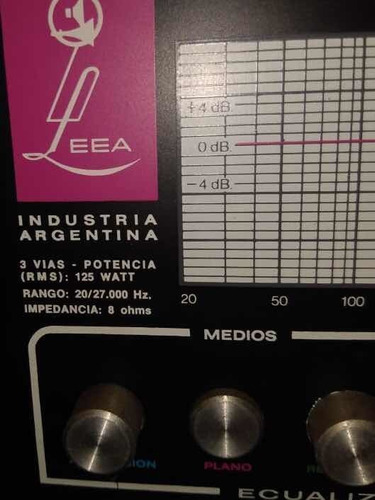 LEEA
INDUSTRIA
ARGENTINA
3 VIAS - POTENCIA
(RMS): 125 WATT
RANGO: 20/27.000 Hz.
IMPEDANCIA: 8 ohms
+4 dB.
0 dB.
-4 dB.
20 50 100
MEDIOS
PLANO